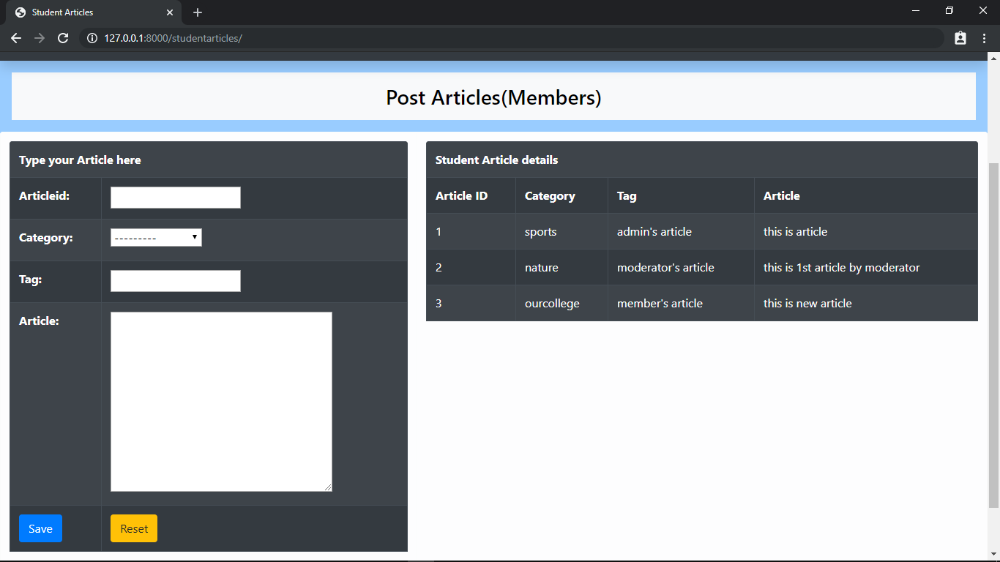 Student Articles
127.0.0.1:8000/studentarticles/
Post Articles(Members)
Type your Article here
Articleid:
Category:
---------
Tag:
Article:
Save Reset
Student Article details
Article ID Category Tag Article
1 sports admin's article this is article
2 nature moderator's article this is 1st article by moderator
3 ourcollege member's article this is new article